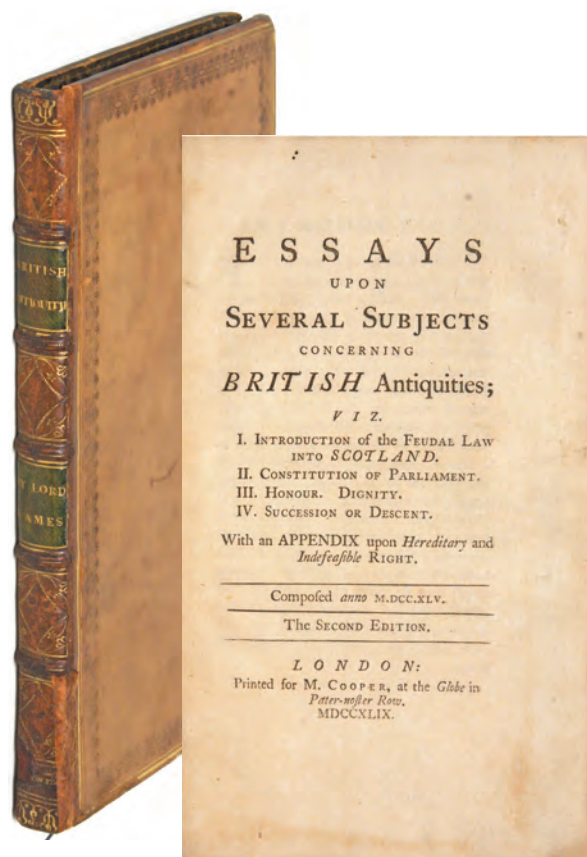 BRITISH
LORD
AMES
ESSAYS
UPON
SEVERAL SUBJECTS
CONCERNING
BRITISH Antiquities;
VIZ.
I. INTRODUCTION of the FEUDAL LAW
INTO SCOTLAND.
II. CONSTITUTION OF PARLIAMENT.
III. HONOUR. DIGNITY.
IV. SUCCESSION OR DESCENT.
With an APPENDIX upon Hereditary and
Indefeaſible RIGHT.
Compoſed anno M.DCC.XLV.
The SECOND EDITION.
LONDON:
Printed for M. COOPER, at the Globe in
Pater-noſter Row.
MDCCXLIX.